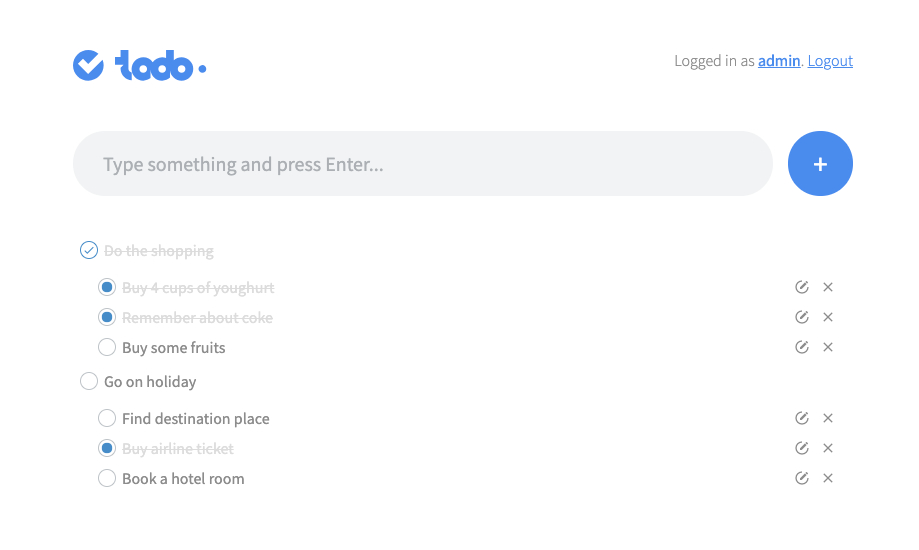 todo.
Logged in as admin. Logout
Type something and press Enter...
+
Do the shopping
Buy 4 cups of youghurt
Remember about coke
Buy some fruits
Go on holiday
Find destination place
Buy airline ticket
Book a hotel room